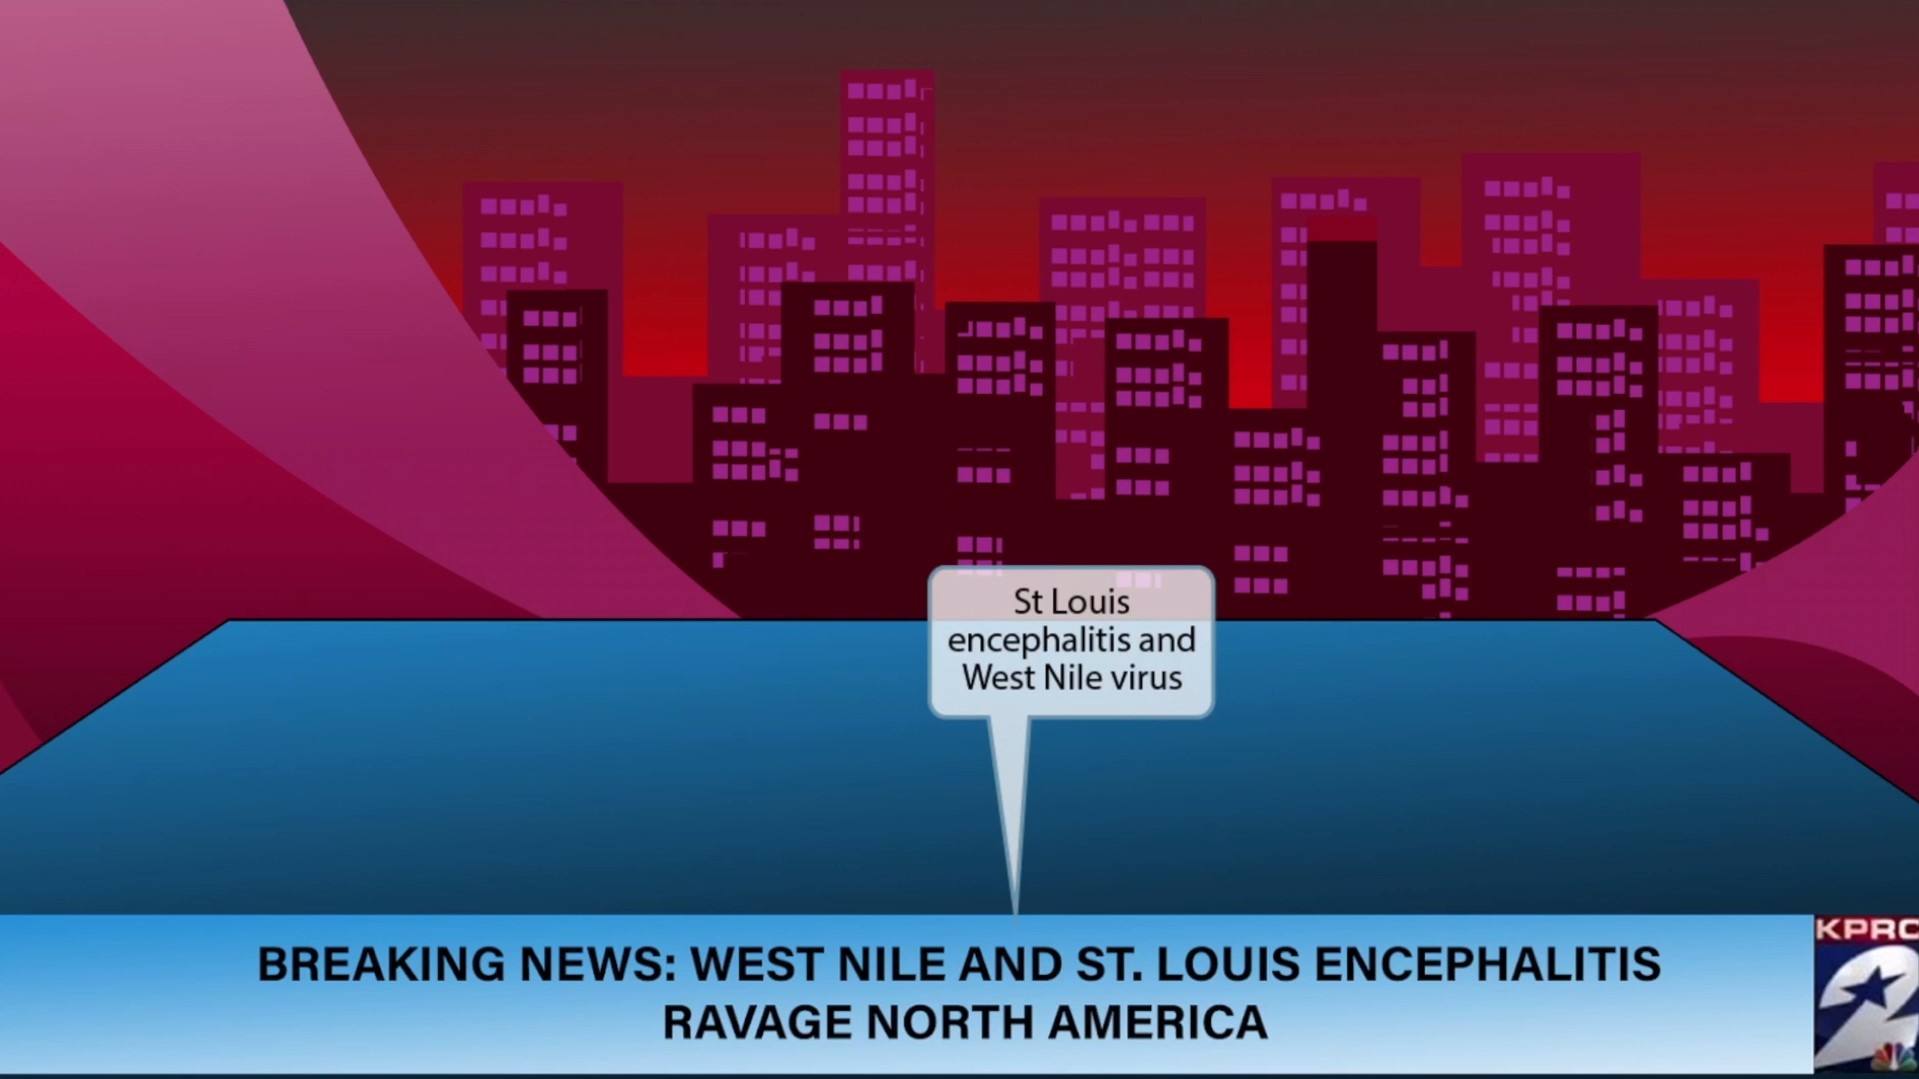 St Louis
encephalitis and
West Nile virus
BREAKING NEWS: WEST NILE AND ST. LOUIS ENCEPHALITIS
RAVAGE NORTH AMERICA
KPRC
2